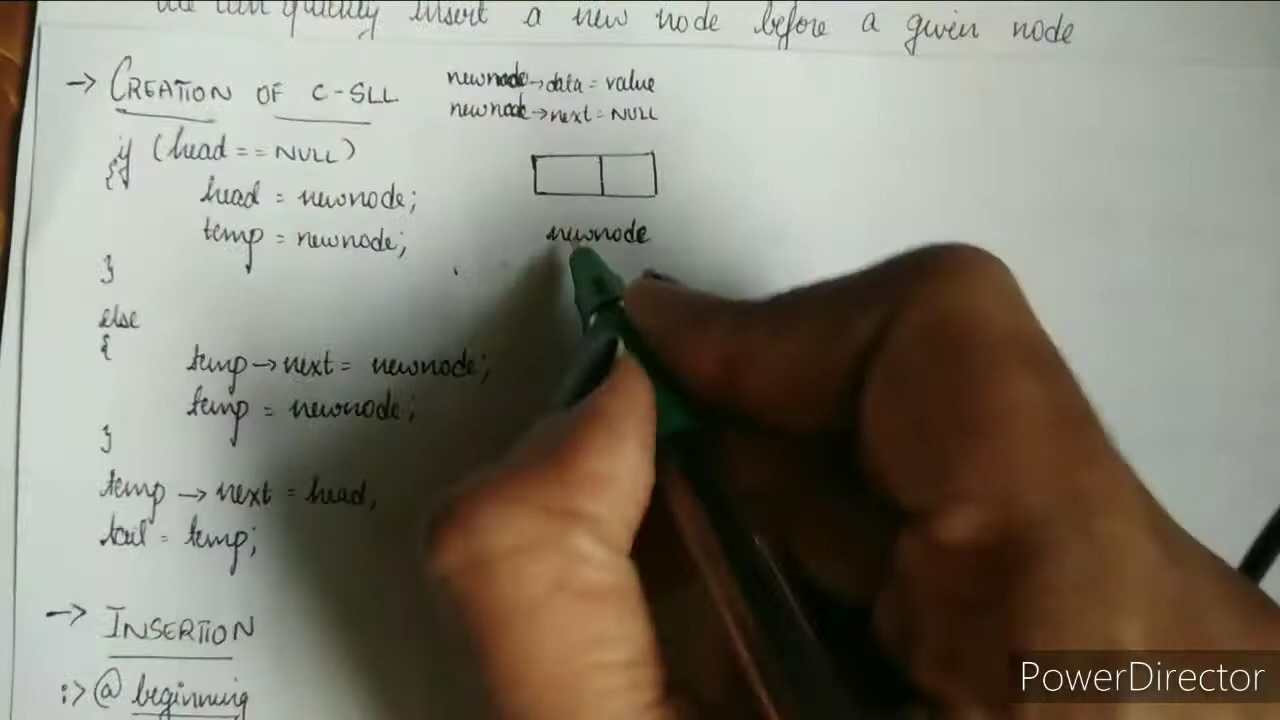 we can quickly insert a new node before a given node
-> CREATION OF C-SLL
newnode->data = value
newnode->next = NULL
if (head == NULL)
{
head = newnode;
temp = newnode;
}
newnode
else
{
temp->next = newnode;
temp = newnode;
}
temp -> next = head,
tail = temp;
-> INSERTION
:> @ beginning
PowerDirector